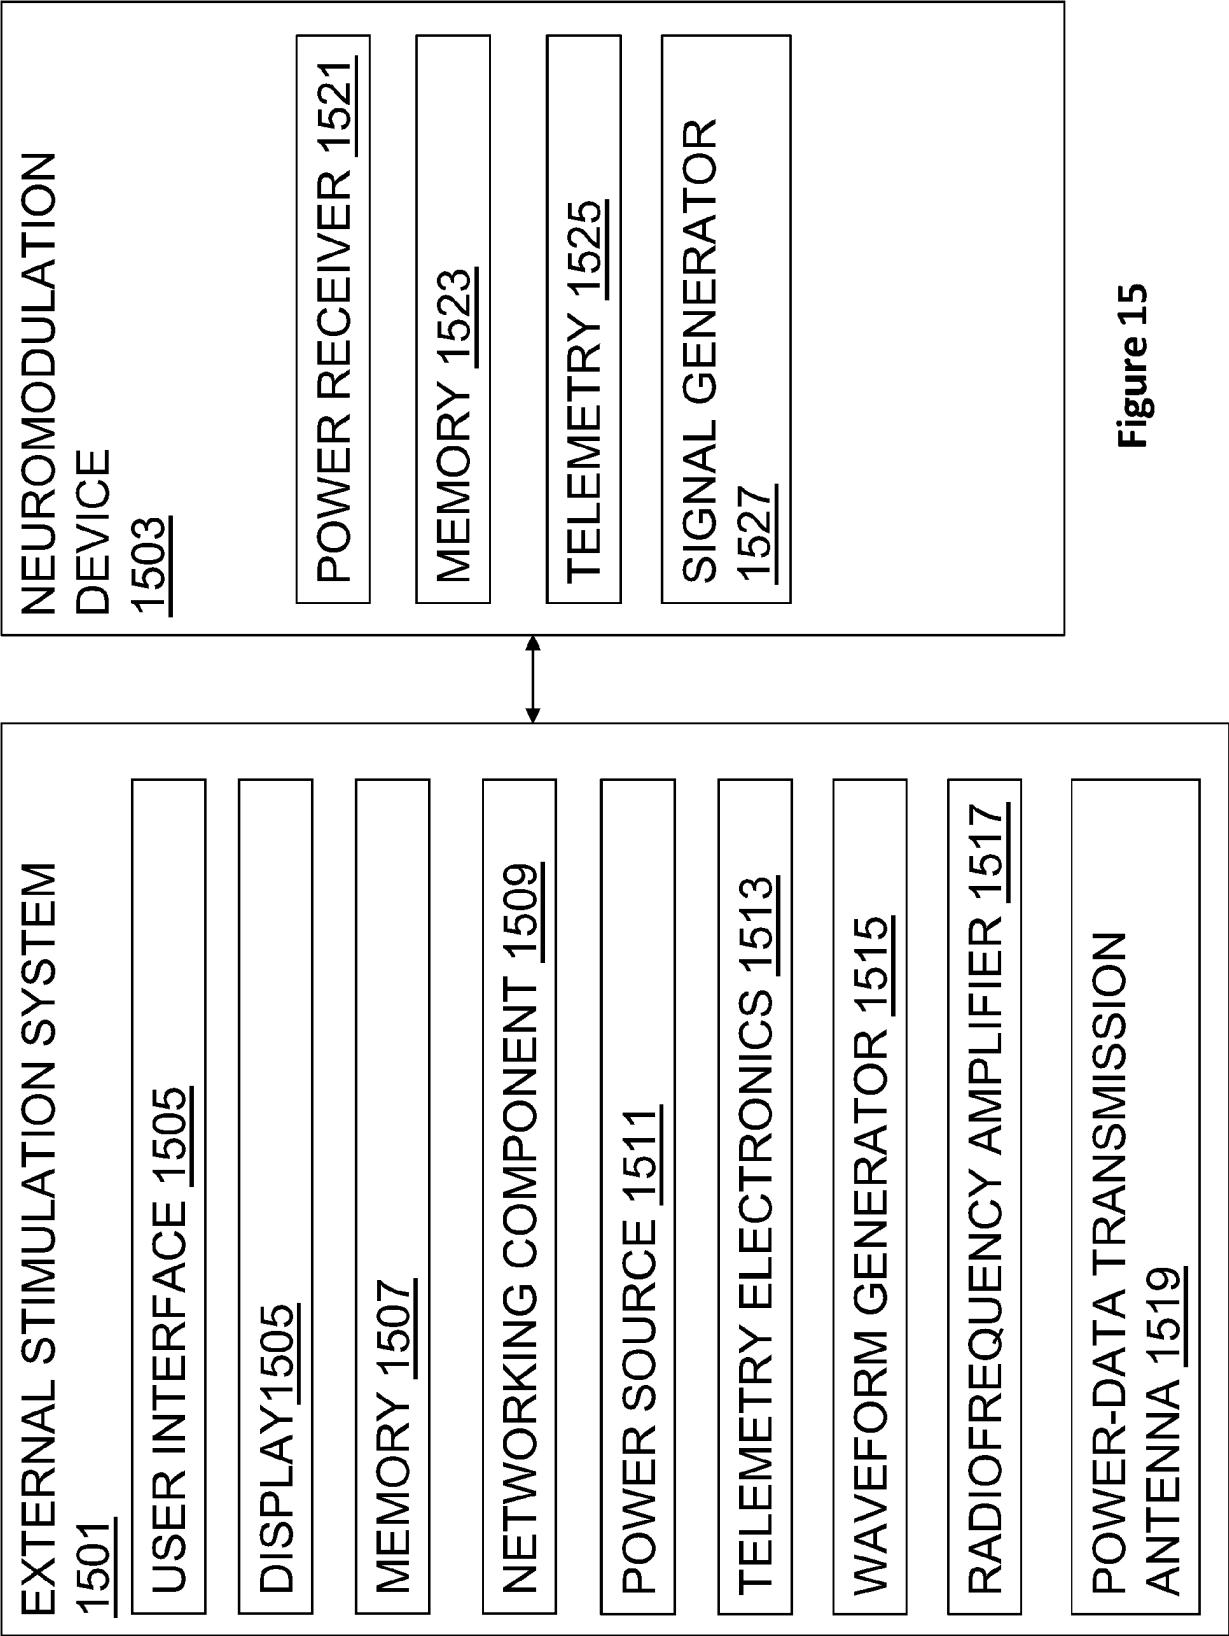 EXTERNAL STIMULATION SYSTEM
1501
USER INTERFACE 1505
DISPLAY1505
MEMORY 1507
NETWORKING COMPONENT 1509
POWER SOURCE 1511
TELEMETRY ELECTRONICS 1513
WAVEFORM GENERATOR 1515
RADIOFREQUENCY AMPLIFIER 1517
POWER-DATA TRANSMISSION
ANTENNA 1519
NEUROMODULATION
DEVICE
1503
POWER RECEIVER 1521
MEMORY 1523
TELEMETRY 1525
SIGNAL GENERATOR
1527
Figure 15